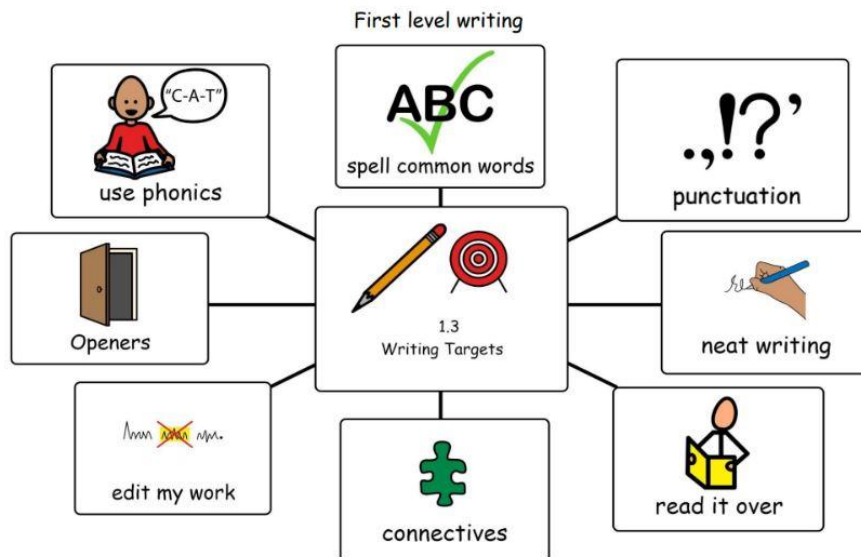 First level writing
"C-A-T"
use phonics
ABC
spell common words
.,!?'
punctuation
Openers
1.3
Writing Targets
neat writing
edit my work
connectives
read it over